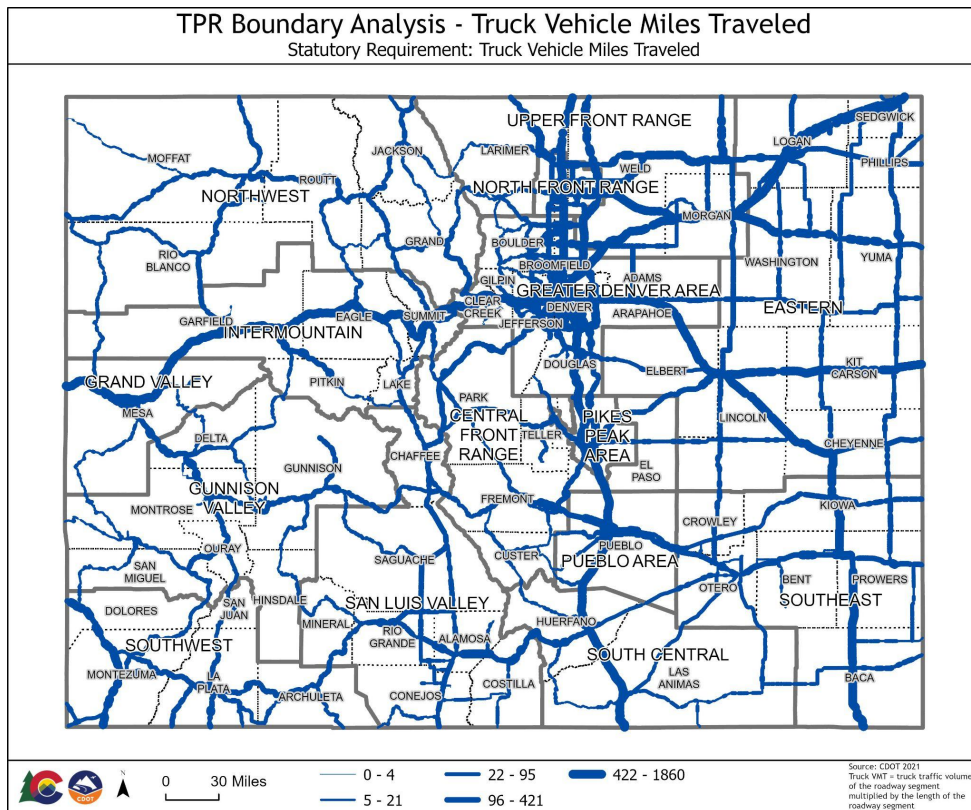 TPR Boundary Analysis - Truck Vehicle Miles Traveled
Statutory Requirement: Truck Vehicle Miles Traveled
UPPER FRONT RANGE
SEDGWICK
LOGAN
JACKSON
LARIMER
MOFFAT
PHILLIPS
WELD
ROUTT
NORTHWEST
NORTH FRONT RANGE
MORGAN
GRAND
BOULDER
RIO
BLANCO
BROOMFIELD
WASHINGTON
YUMA
GILPIN
ADAMS
GREATER DENVER AREA
CLEAR
CREEK
DENVER
ARAPAHOE
EASTERN
GARFIELD
EAGLE
SUMMIT
JEFFERSON
INTERMOUNTAIN
DOUGLAS
ELBERT
KIT
CARSON
GRAND VALLEY
PITKIN
LAKE
PARK
MESA
CENTRAL
FRONT
RANGE
PIKES
PEAK
AREA
LINCOLN
TELLER
DELTA
CHEYENNE
CHAFFEE
GUNNISON
EL
PASO
GUNNISON
VALLEY
MONTROSE
FREMONT
KIOWA
CROWLEY
OURAY
PUEBLO
CUSTER
SAGUACHE
PUEBLO AREA
SAN
MIGUEL
BENT
PROWERS
OTERO
SOUTHEAST
DOLORES
SAN
JUAN
HINSDALE
SAN LUIS VALLEY
MINERAL
HUERFANO
RIO
GRANDE
ALAMOSA
SOUTHWEST
SOUTH CENTRAL
MONTEZUMA
LA
PLATA
LAS
ANIMAS
BACA
ARCHULETA
CONEJOS
COSTILLA
CDOT
N
0 30 Miles
0 - 4
22 - 95
422 - 1860
5 - 21
96 - 421
Source: CDOT 2021
Truck VMT = truck traffic volume
of the roadway segment
multiplied by the length of the
roadway segment